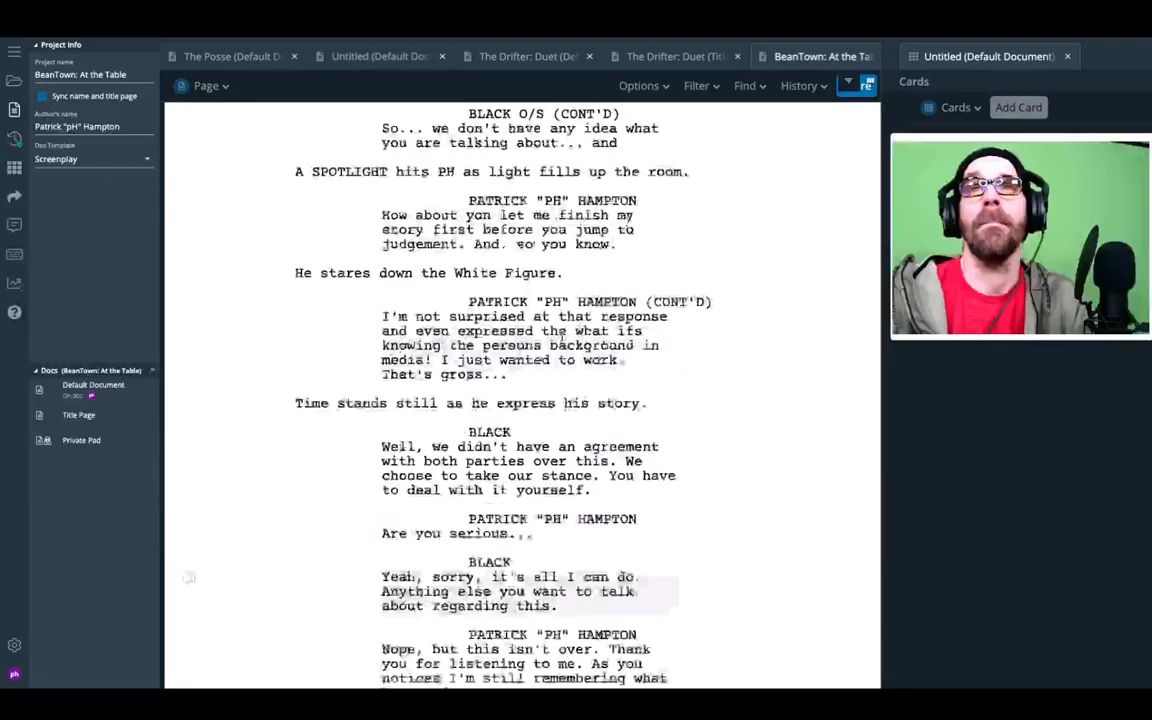 Project Info
Project name
BeanTown: At the Table
Sync name and title page
Author's name
Patrick "pH" Hampton
Doc Template
Screenplay
Docs (BeanTown: At the Table)
Default Document
On doc ph
Title Page
Private Pad
ph
The Posse (Default D
Untitled (Default Doc
The Drifter: Duet (De
The Drifter: Duet (Titl
BeanTown: At the Tal
Page
Options
Filter
Find
History
re
BLACK O/S (CONT'D)
So... we don't have any idea what
you are talking about... and
A SPOTLIGHT hits PH as light fills up the room.
PATRICK "PH" HAMPTON
How about you let me finish my
story first before you jump to
judgement. And, so you know.
He stares down the White Figure.
PATRICK "PH" HAMPTON (CONT'D)
I'm not surprised at that response
and even expressed the what ifs
knowing the persons background in
media! I just wanted to work.
That's gross...
Time stands still as he express his story.
BLACK
Well, we didn't have an agreement
with both parties over this. We
choose to take our stance. You have
to deal with it yourself.
PATRICK "PH" HAMPTON
Are you serious...
BLACK
Yeah, sorry, it's all I can do.
Anything else you want to talk
about regarding this.
PATRICK "PH" HAMPTON
Nope, but this isn't over. Thank
you for listening to me. As you
notices I'm still remembering what
Untitled (Default Document)
Cards
Cards
Add Card